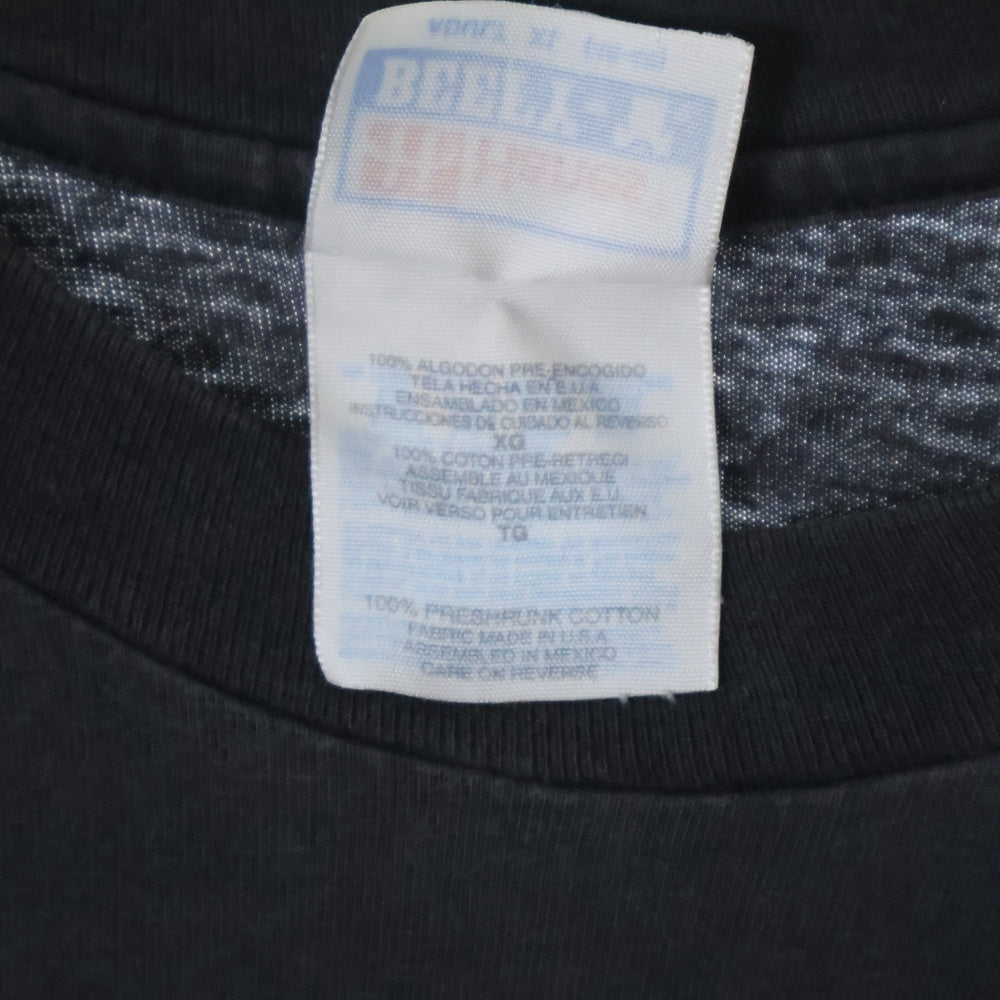 ADULT XL
100% ALGODON PRE-ENCOGIDO
TELA HECHA EN E.U.A.
ENSAMBLADO EN MEXICO
INSTRUCCIONES DE CUIDADO AL REVERSO
XG
100% COTON PRE-RETRECI
ASSEMBLE AU MEXIQUE
TISSU FABRIQUE AUX E.U.
VOIR VERSO POUR ENTRETIEN
TG
100% PRESHRUNK COTTON
FABRIC MADE IN U.S.A.
ASSEMBLED IN MEXICO
CARE ON REVERSE